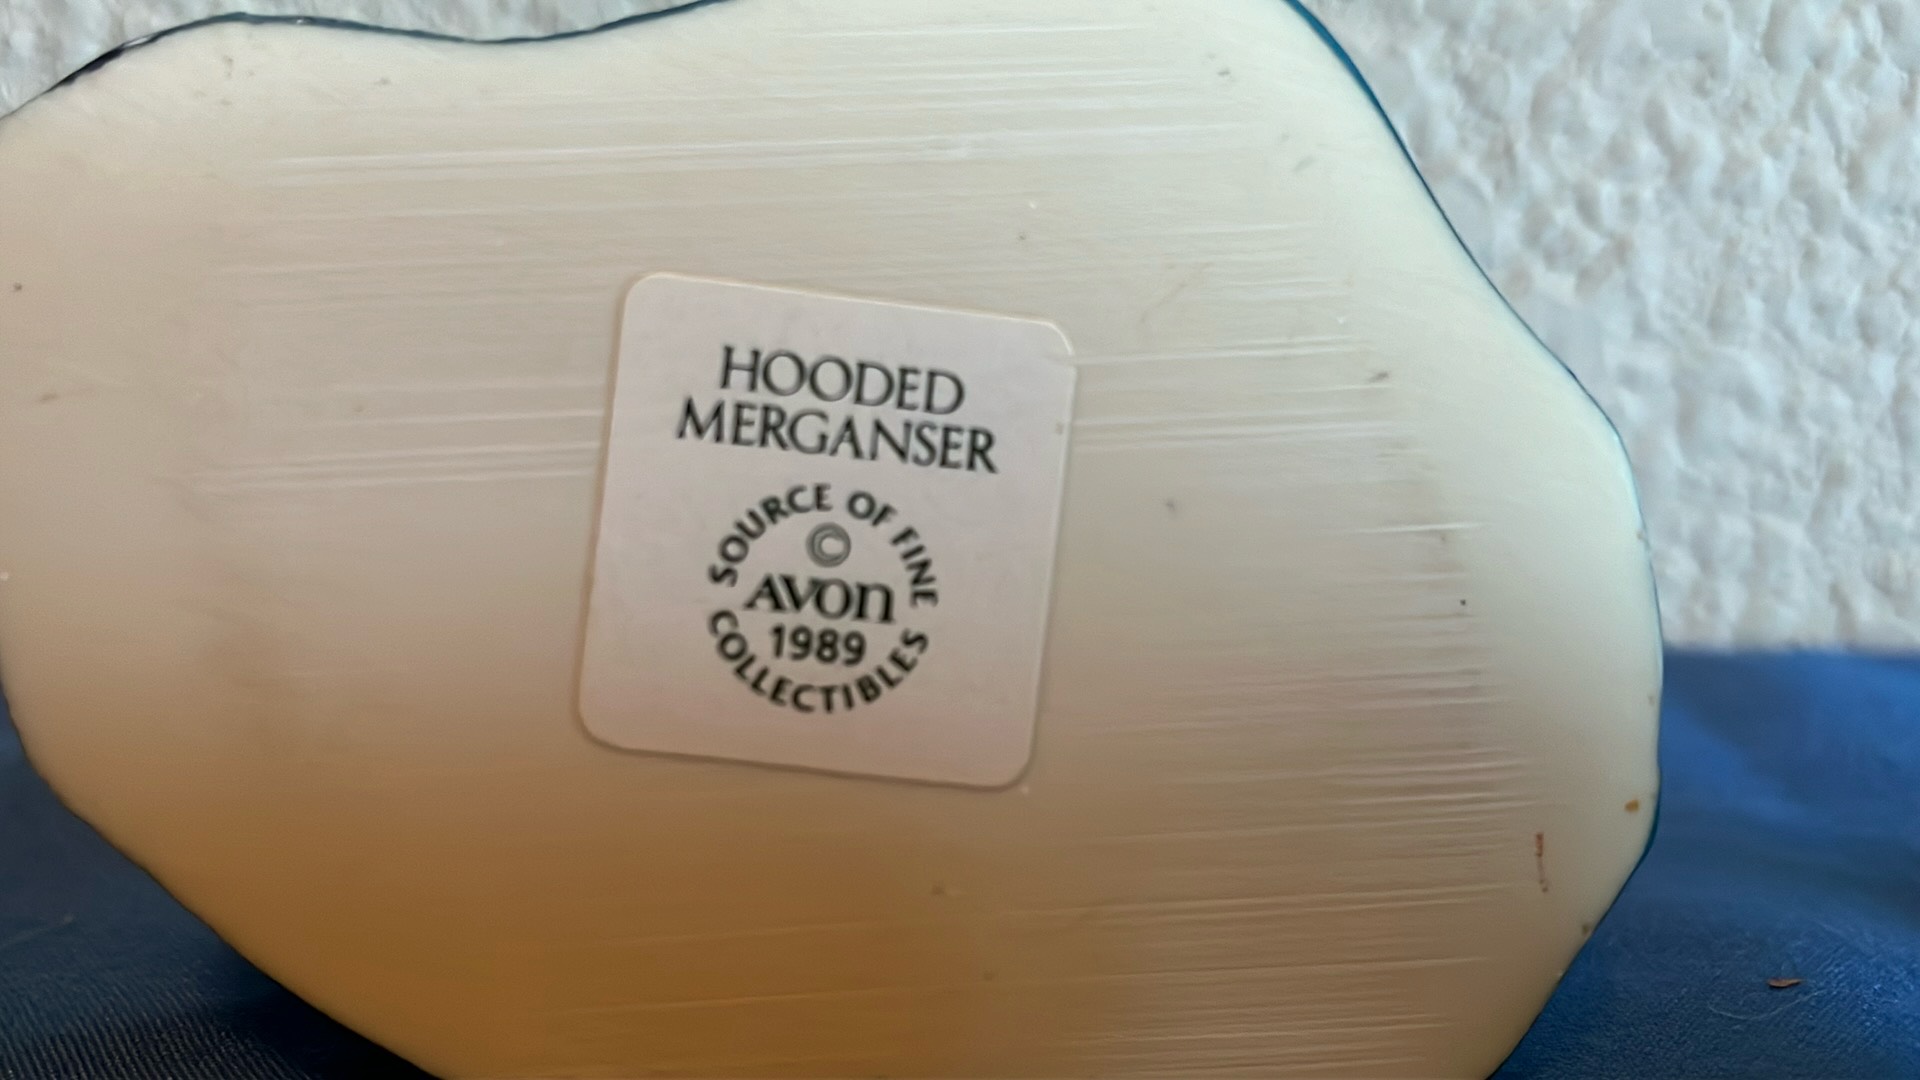 HOODED
MERGANSER
SOURCE OF FINE
©
AVON
1989
COLLECTIBLES